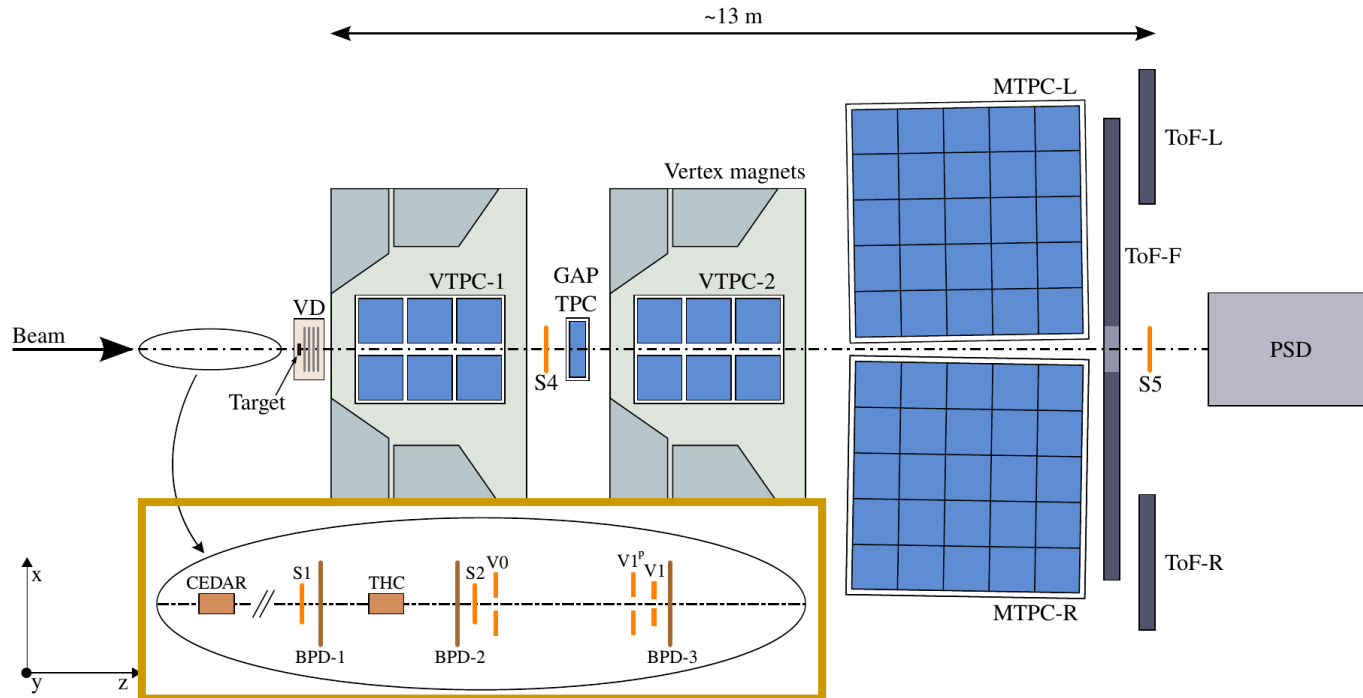 ~13 m
MTPC-L
ToF-L
Vertex magnets
ToF-F
VTPC-1
GAP
TPC
VTPC-2
VD
Beam
PSD
S4
S5
Target
x
y
z
CEDAR
S1
THC
S2
V0
V1ᵖ
V1
BPD-1
BPD-2
BPD-3
ToF-R
MTPC-R